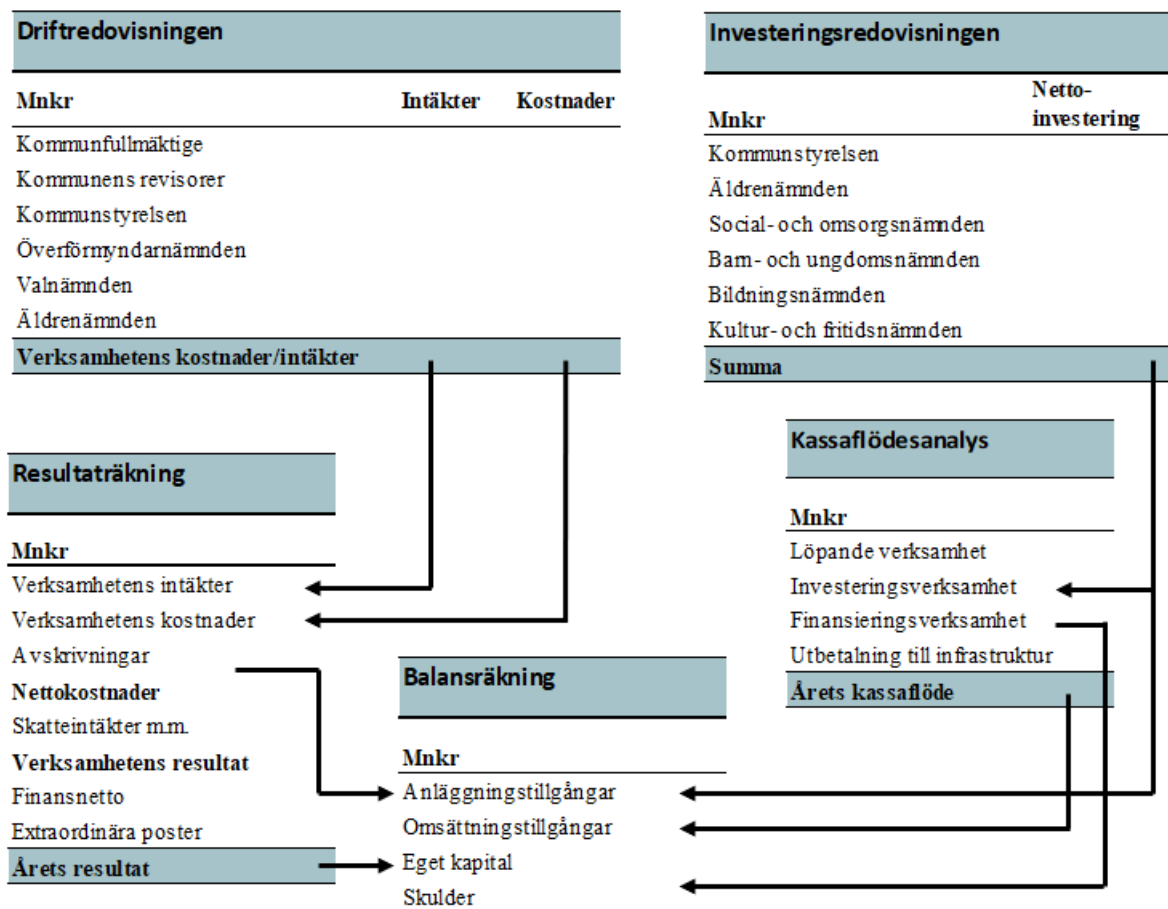 Driftredovisningen
Mnkr Intäkter Kostnader
Kommunfullmäktige
Kommunens revisorer
Kommunstyrelsen
Överförmyndarnämnden
Valnämnden
Äldrenämnden
Verksamhetens kostnader/intäkter
Investeringsredovisningen
Netto-
Mnkr investering
Kommunstyrelsen
Äldrenämnden
Social- och omsorgsnämnden
Barn- och ungdomsnämnden
Bildningsnämnden
Kultur- och fritidsnämnden
Summa
Resultaträkning
Mnkr
Verksamhetens intäkter
Verksamhetens kostnader
Avskrivningar
Nettokostnader
Skatteintäkter m.m.
Verksamhetens resultat
Finansnetto
Extraordinära poster
Årets resultat
Balansräkning
Mnkr
Anläggningstillgångar
Omsättningstillgångar
Eget kapital
Skulder
Kassaflödesanalys
Mnkr
Löpande verksamhet
Investeringsverksamhet
Finansieringsverksamhet
Utbetalning till infrastruktur
Årets kassaflöde